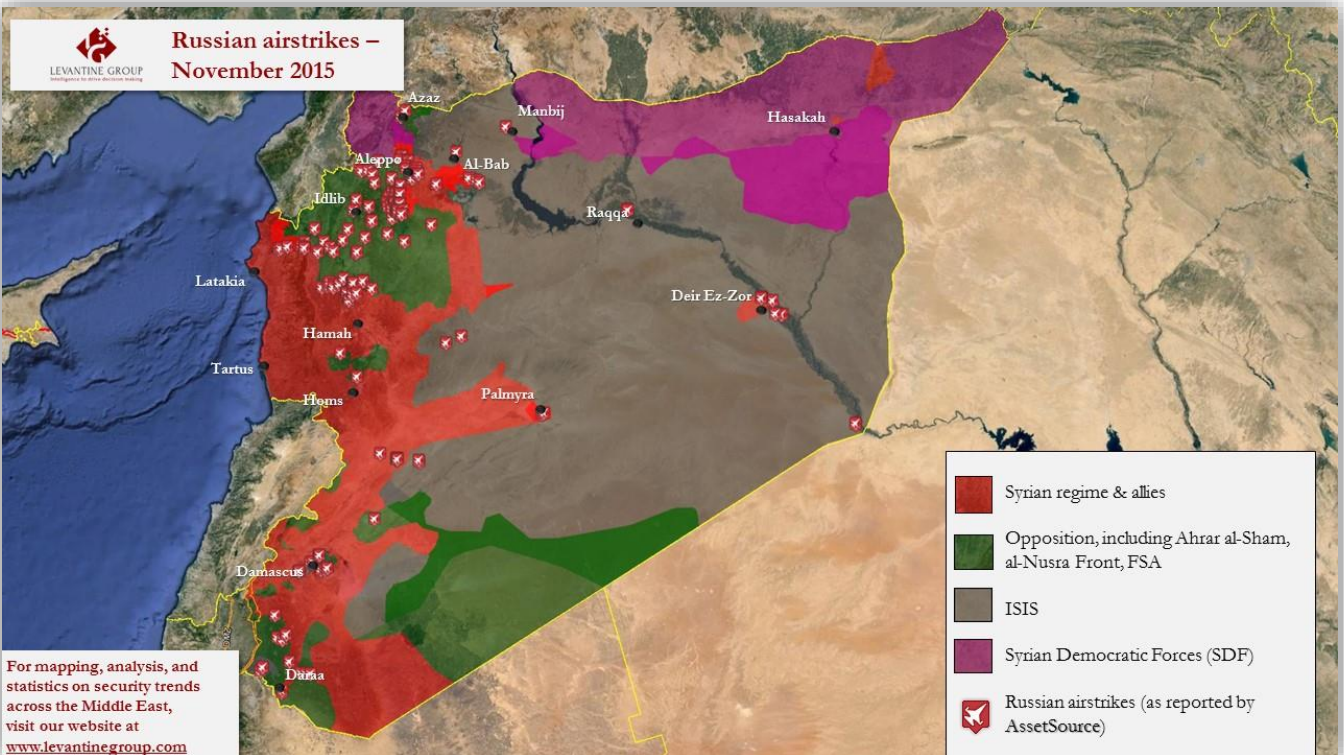 LEVANTINE GROUP
Intelligence to drive decision making
Russian airstrikes –
November 2015
Azaz
Manbij
Hasakah
Aleppo
Al-Bab
Idlib
Raqqa
Latakia
Deir Ez-Zor
Hamah
Tartus
Palmyra
Homs
Damascus
Daraa
Syrian regime & allies
Opposition, including Ahrar al-Sham,
al-Nusra Front, FSA
ISIS
Syrian Democratic Forces (SDF)
Russian airstrikes (as reported by
AssetSource)
For mapping, analysis, and
statistics on security trends
across the Middle East,
visit our website at
www.levantinegroup.com